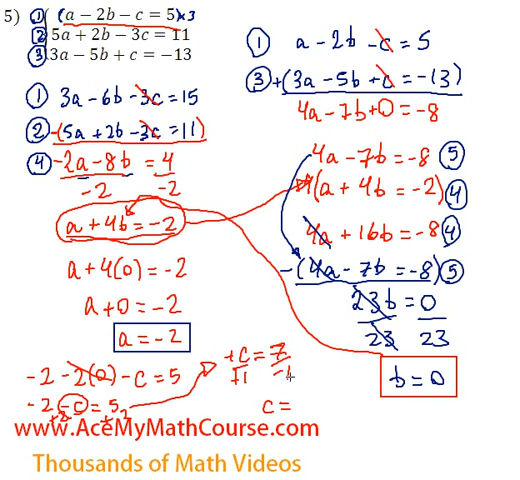 5) ① (a − 2b − c = 5)×3
② 5a + 2b − 3c = 11
③ 3a − 5b + c = −13
① 3a − 6b − 3c = 15
② −(5a + 2b − 3c = 11)
④ −2a − 8b = 4
−2 −2
a + 4b = −2
a + 4(0) = −2
a + 0 = −2
a = −2
−2 − 2(0) − c = 5
−2 − c = 5
+2 +2
① a − 2b − c = 5
③ +(3a − 5b + c = −13)
4a − 7b + 0 = −8
4a − 7b = −8 ⑤
4(a + 4b = −2) ④
4a + 16b = −8 ④
−(4a − 7b = −8) ⑤
23b = 0
23 23
b = 0
c = 7
c =
www.AceMyMathCourse.com
Thousands of Math Videos